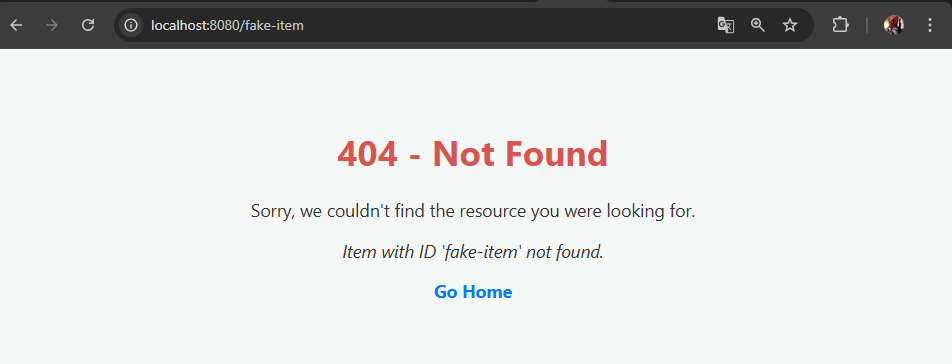 localhost:8080/fake-item
404 - Not Found
Sorry, we couldn't find the resource you were looking for.
Item with ID 'fake-item' not found.
Go Home